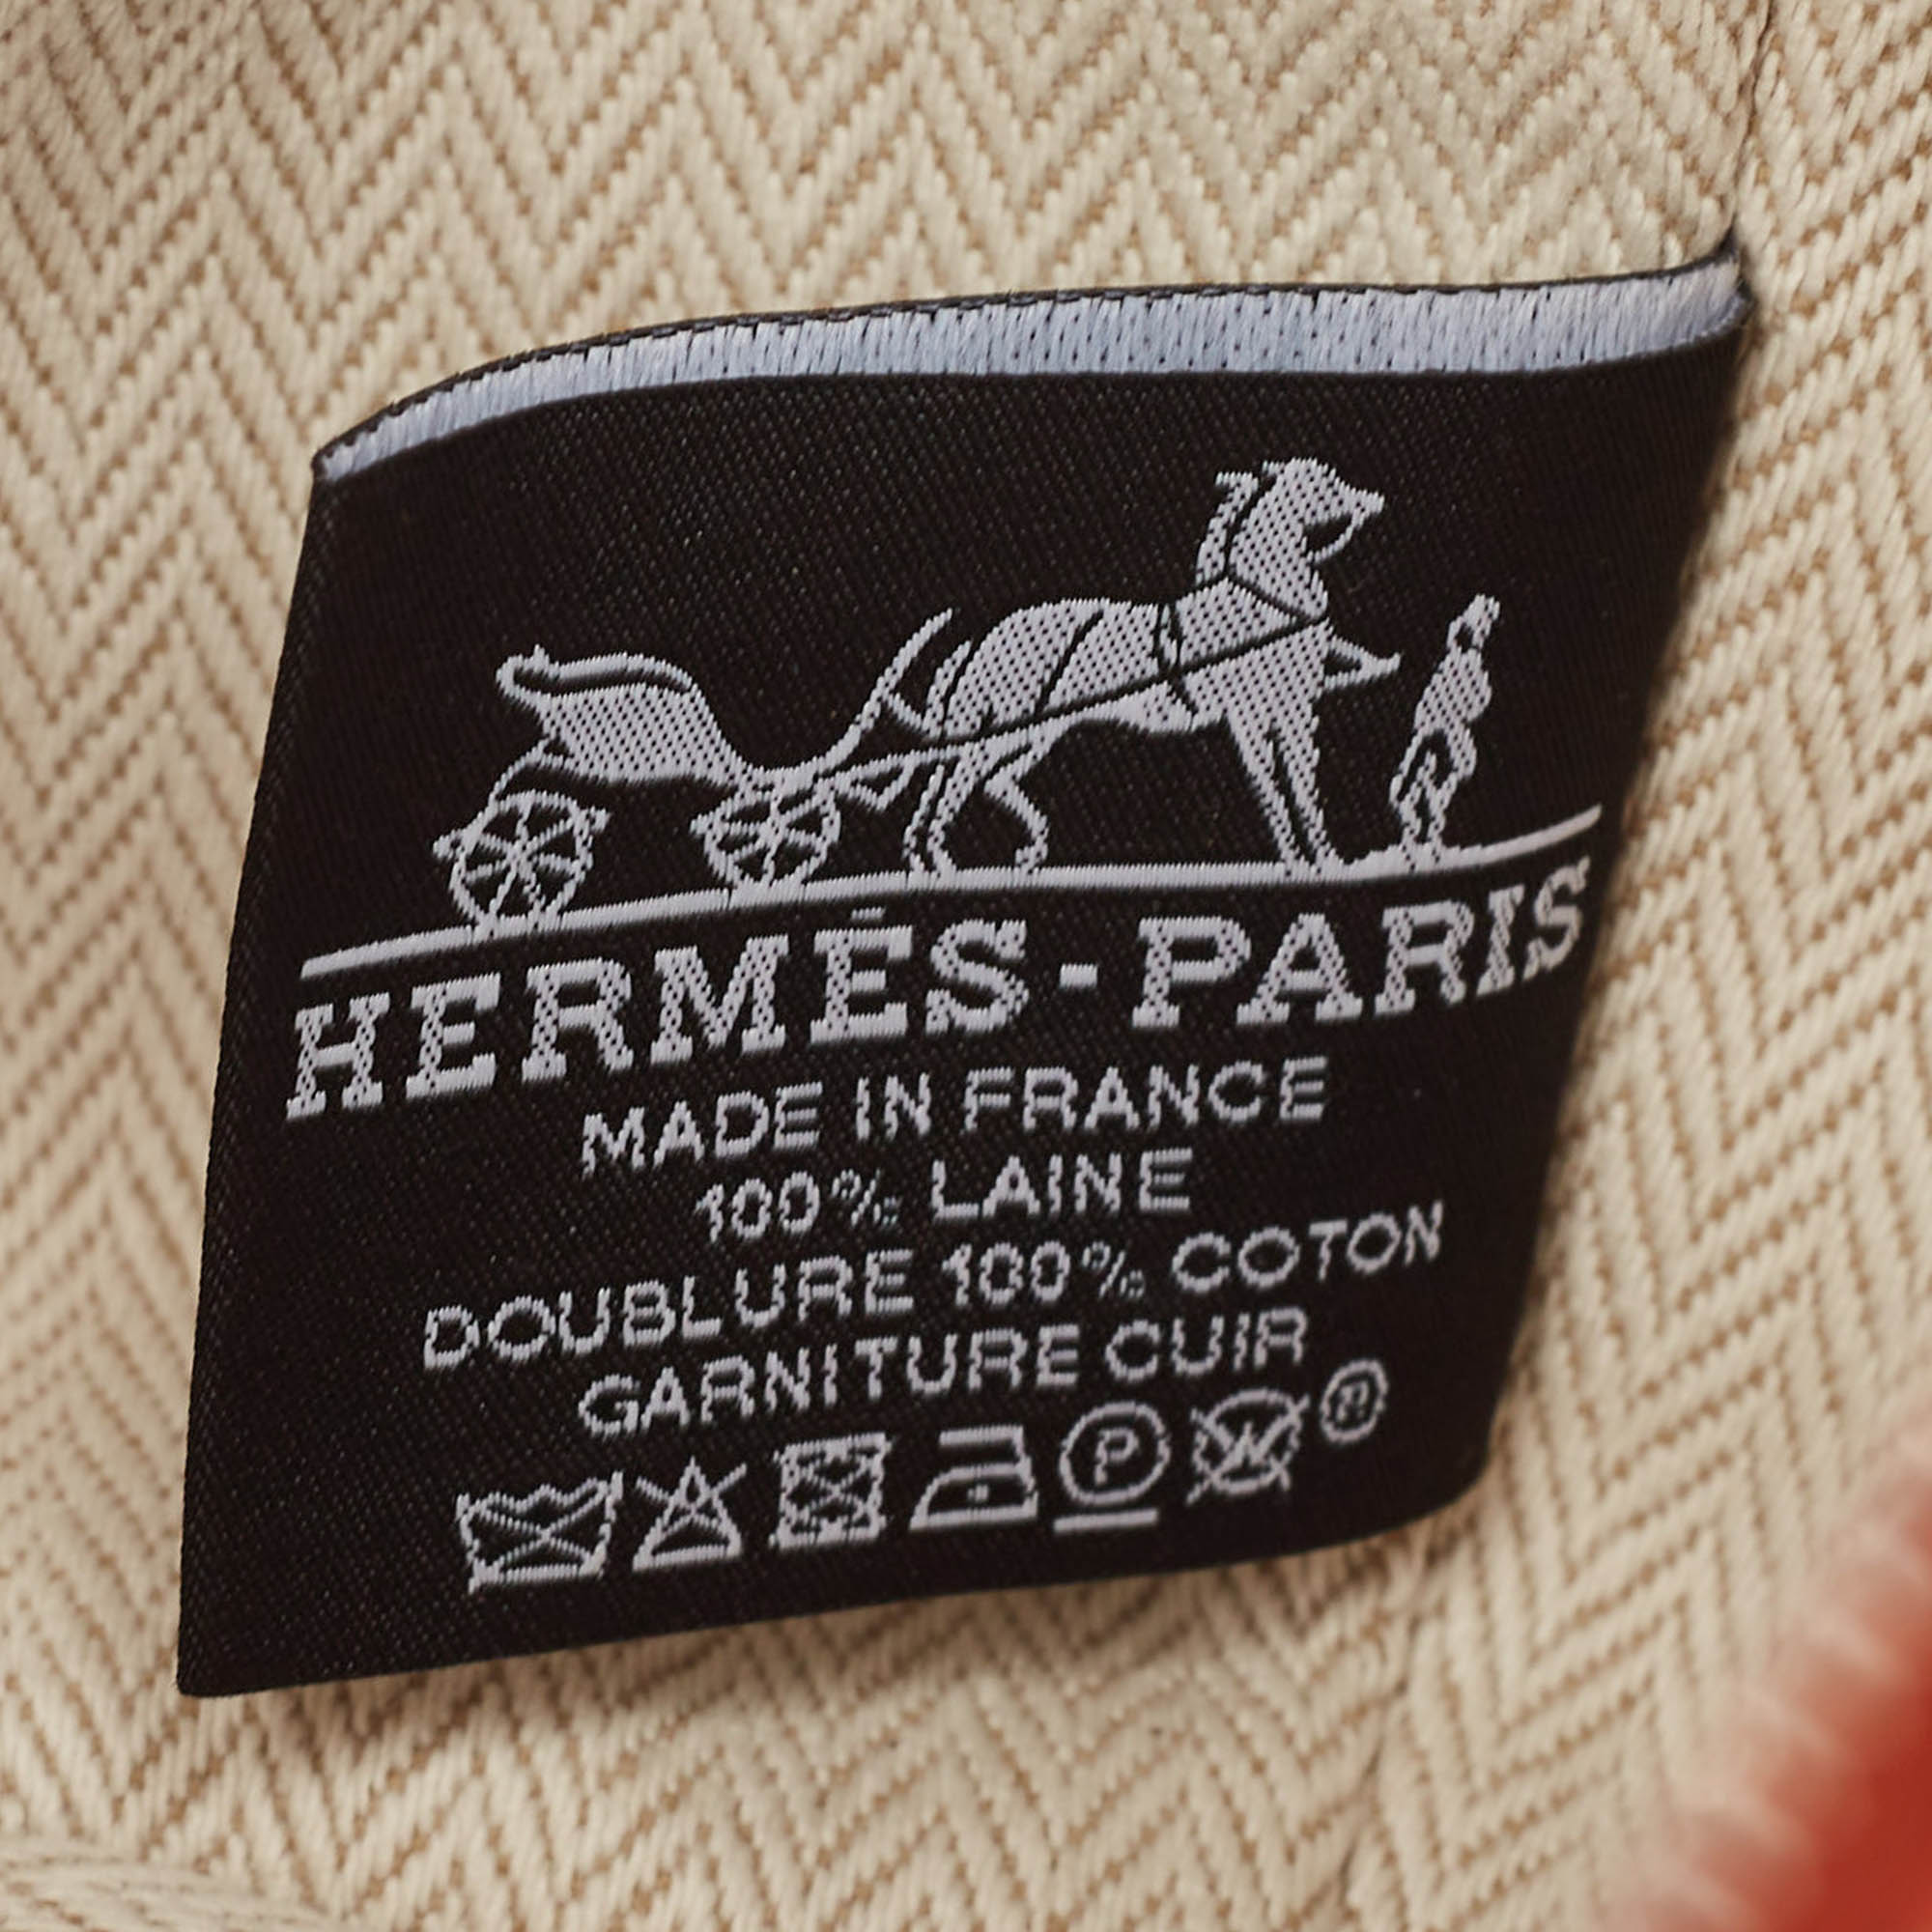 HERMÈS-PARIS
MADE IN FRANCE
100% LAINE
DOUBLURE 100% COTON
GARNITURE CUIR
P W ®